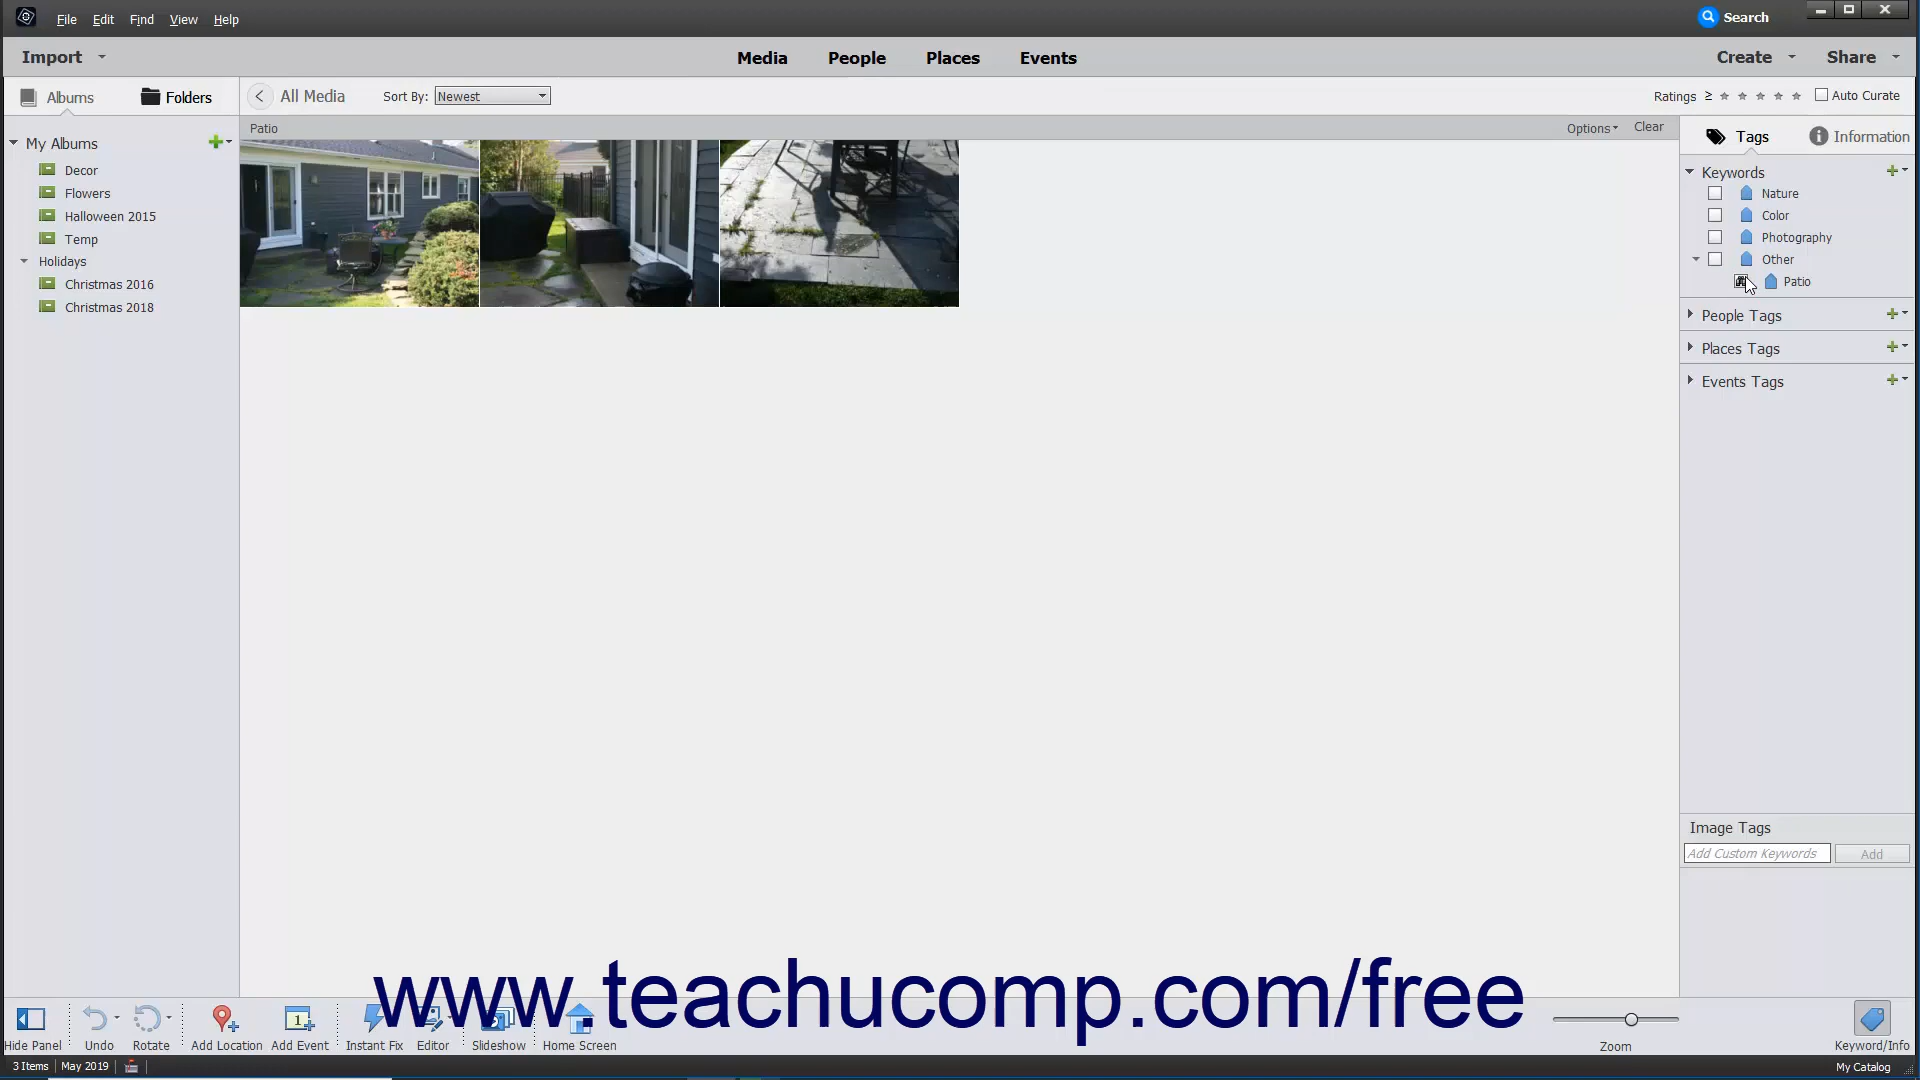 File Edit Find View Help
Search
Import
Media People Places Events
Create Share
Albums Folders
All Media Sort By: Newest
Ratings ≥ Auto Curate
Patio
Options Clear
Tags Information
My Albums
Decor
Flowers
Halloween 2015
Temp
Holidays
Christmas 2016
Christmas 2018
Keywords
Nature
Color
Photography
Other
Patio
People Tags
Places Tags
Events Tags
Image Tags
Add Custom Keywords Add
www.teachucomp.com/free
Hide Panel Undo Rotate Add Location Add Event Instant Fix Editor Slideshow Home Screen
Zoom
Keyword/Info
3 Items May 2019
My Catalog